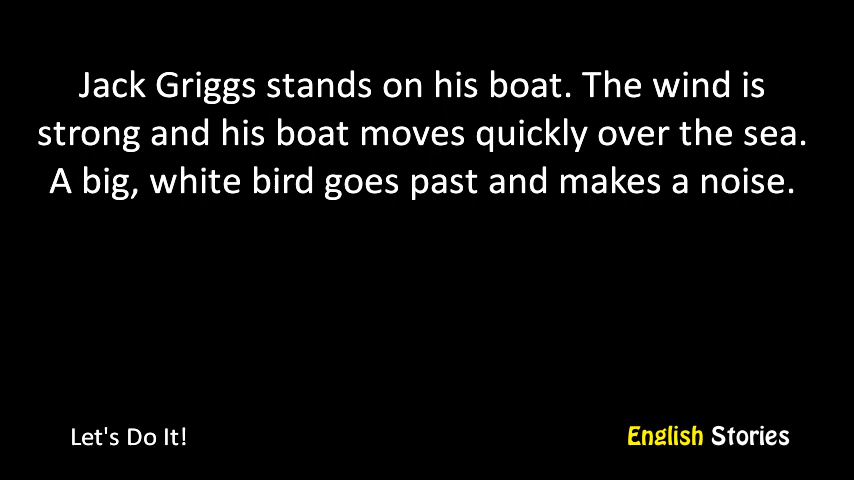 Jack Griggs stands on his boat. The wind is
strong and his boat moves quickly over the sea.
A big, white bird goes past and makes a noise.
Let's Do It!
English Stories